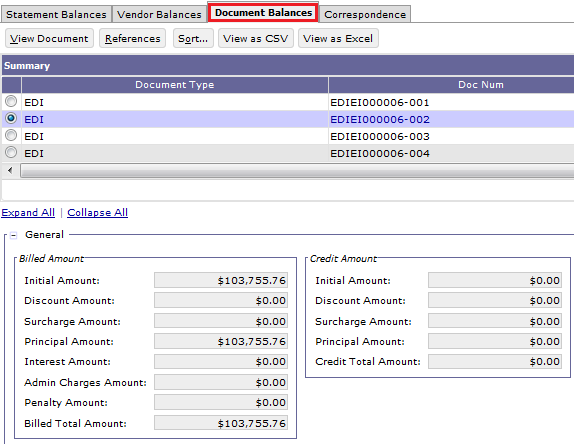 Statement Balances Vendor Balances Document Balances Correspondence
View Document References Sort... View as CSV View as Excel
Summary
Document Type Doc Num
EDI EDIEI000006-001
EDI EDIEI000006-002
EDI EDIEI000006-003
EDI EDIEI000006-004
Expand All | Collapse All
General
Billed Amount
Initial Amount: $103,755.76
Discount Amount: $0.00
Surcharge Amount: $0.00
Principal Amount: $103,755.76
Interest Amount: $0.00
Admin Charges Amount: $0.00
Penalty Amount: $0.00
Billed Total Amount: $103,755.76
Credit Amount
Initial Amount: $0.00
Discount Amount: $0.00
Surcharge Amount: $0.00
Principal Amount: $0.00
Credit Total Amount: $0.00